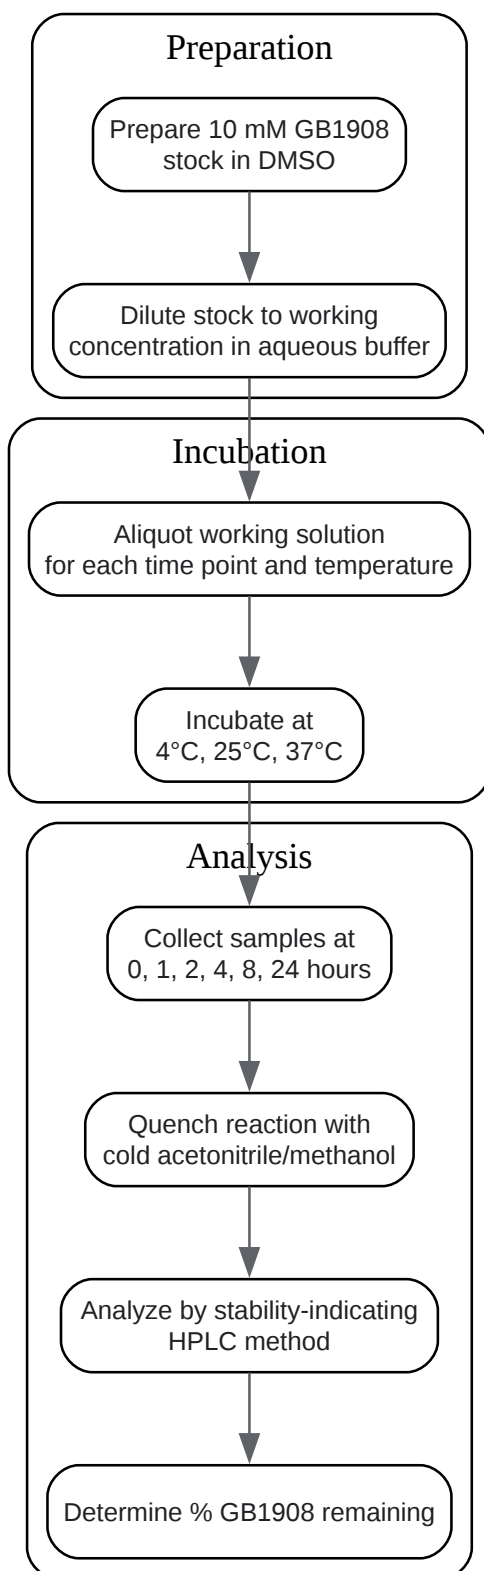 Preparation
Prepare 10 mM GB1908
stock in DMSO
Dilute stock to working
concentration in aqueous buffer
Incubation
Aliquot working solution
for each time point and temperature
Incubate at
4°C, 25°C, 37°C
Analysis
Collect samples at
0, 1, 2, 4, 8, 24 hours
Quench reaction with
cold acetonitrile/methanol
Analyze by stability-indicating
HPLC method
Determine % GB1908 remaining